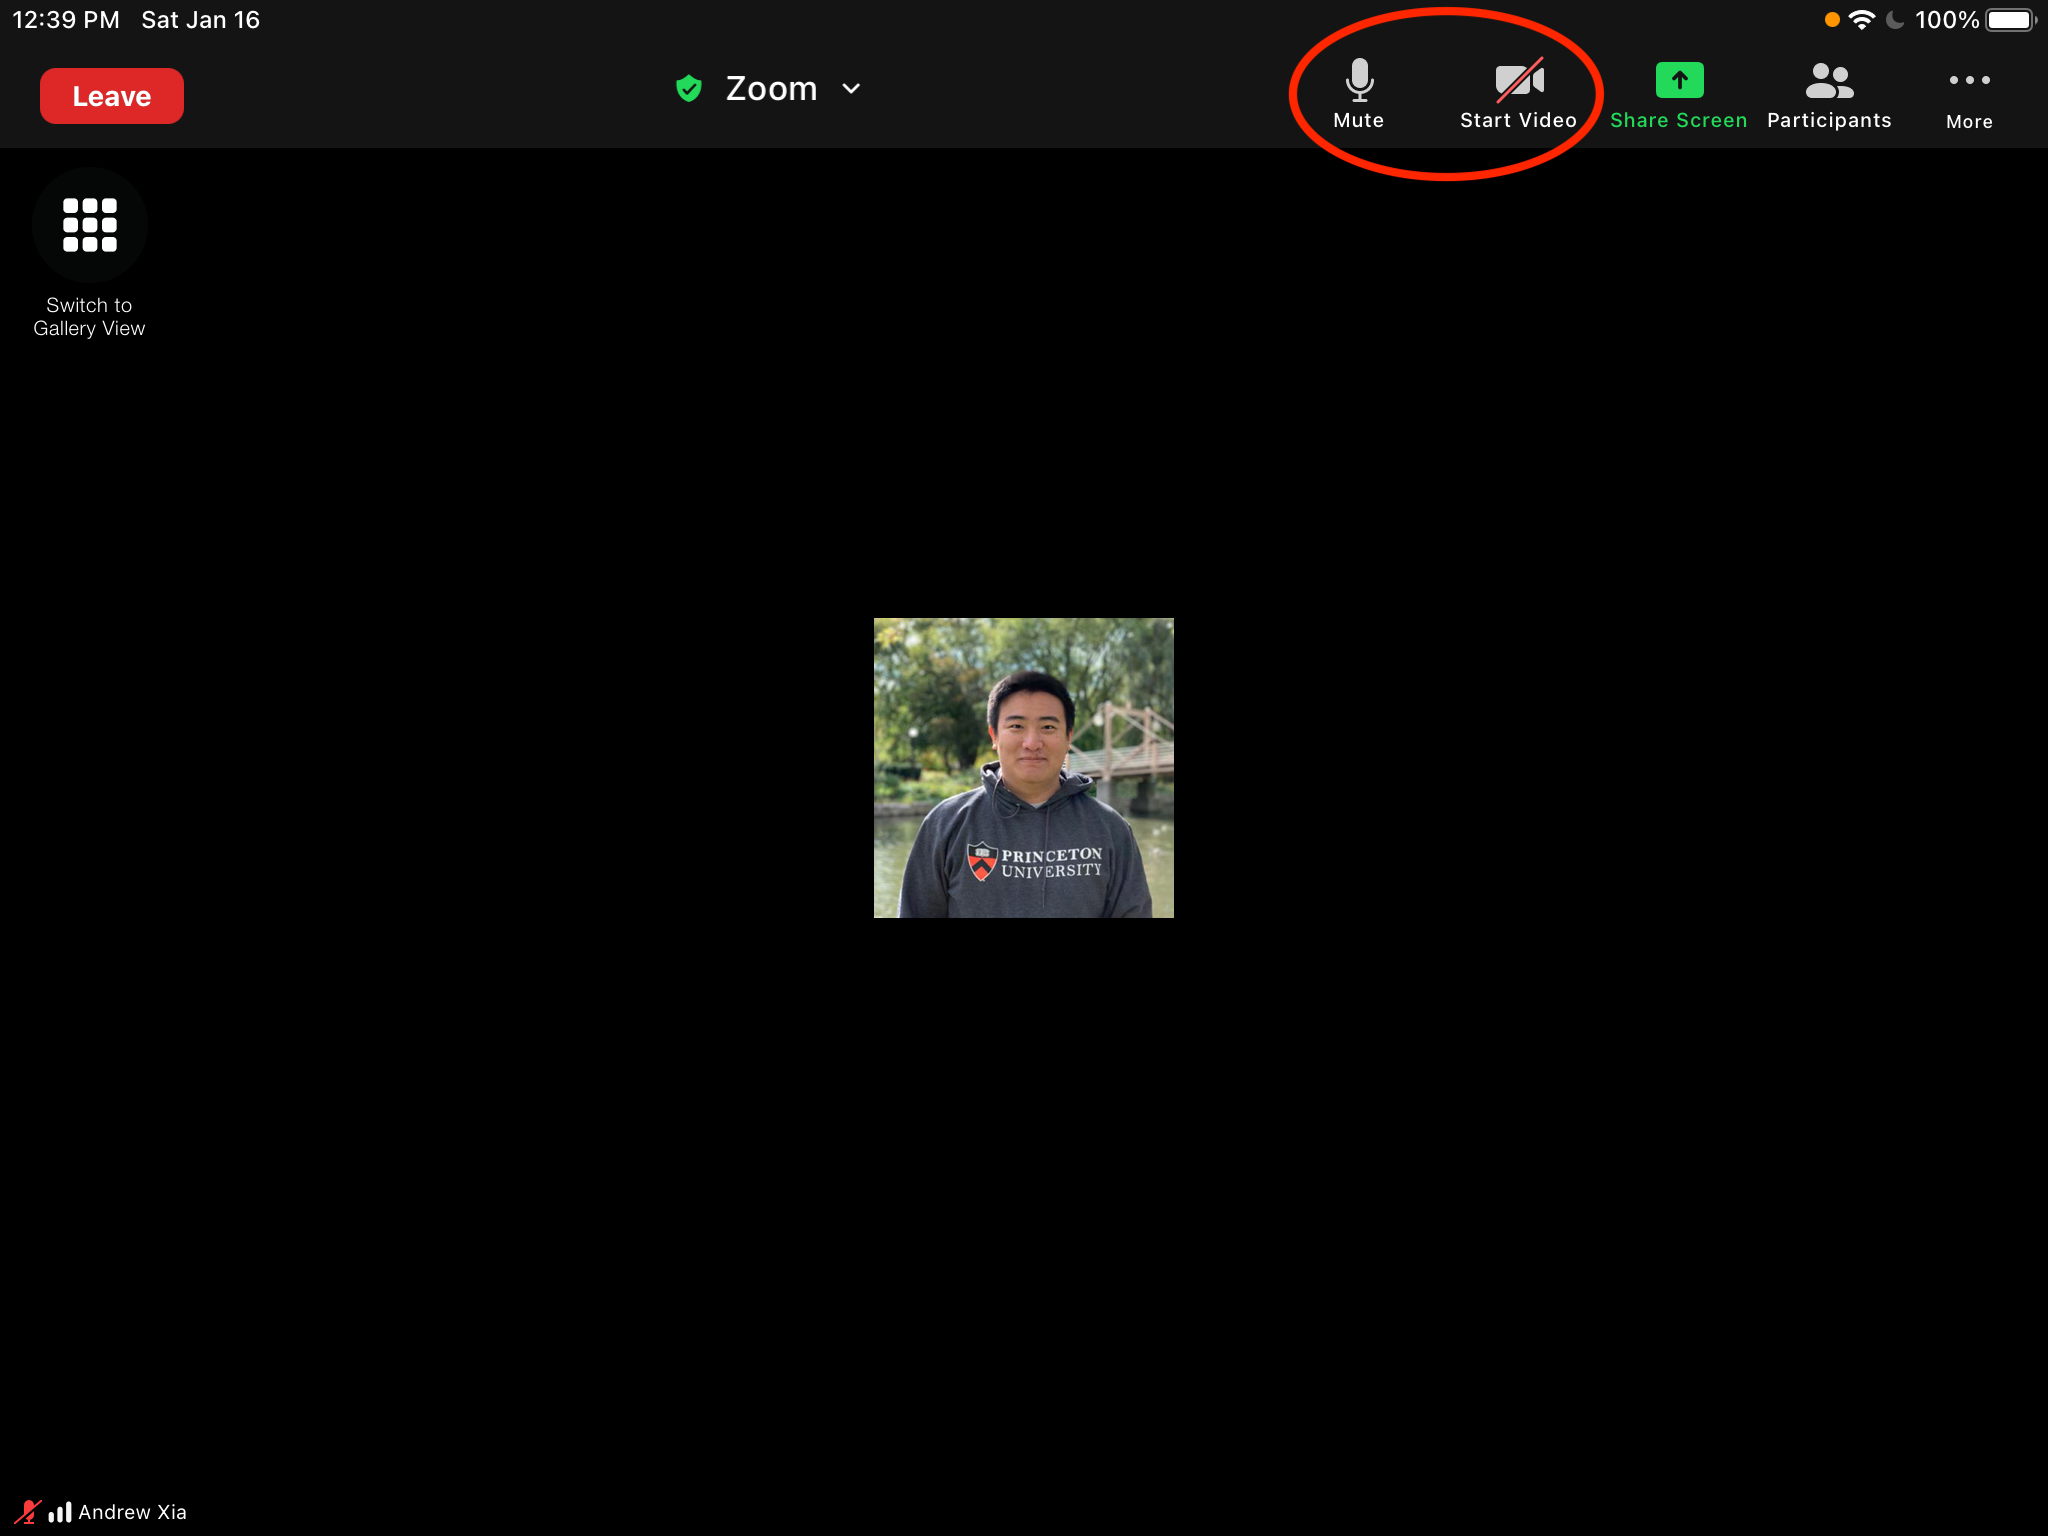 12:39 PM Sat Jan 16
100%
Leave
Zoom
Mute
Start Video
Share Screen
Participants
More
Switch to
Gallery View
PRINCETON
UNIVERSITY
Andrew Xia